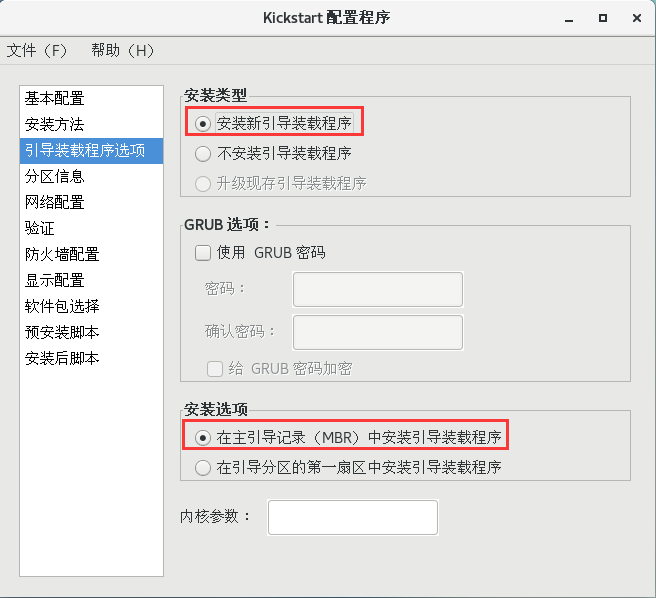 Kickstart 配置程序
文件（F） 帮助（H）
基本配置
安装方法
引导装载程序选项
分区信息
网络配置
验证
防火墙配置
显示配置
软件包选择
预安装脚本
安装后脚本
安装类型
安装新引导装载程序
不安装引导装载程序
升级现存引导装载程序
GRUB 选项：
使用 GRUB 密码
密码：
确认密码：
给 GRUB 密码加密
安装选项
在主引导记录（MBR）中安装引导装载程序
在引导分区的第一扇区中安装引导装载程序
内核参数：